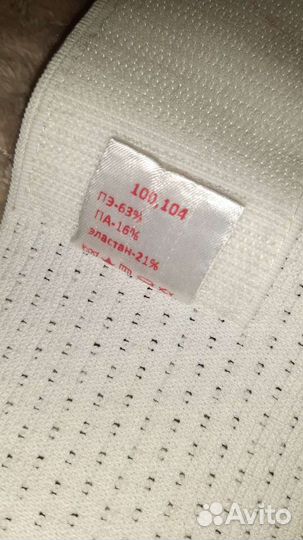 100,104
ПЭ-63%
ПА-16%
эластан-21%
Avito